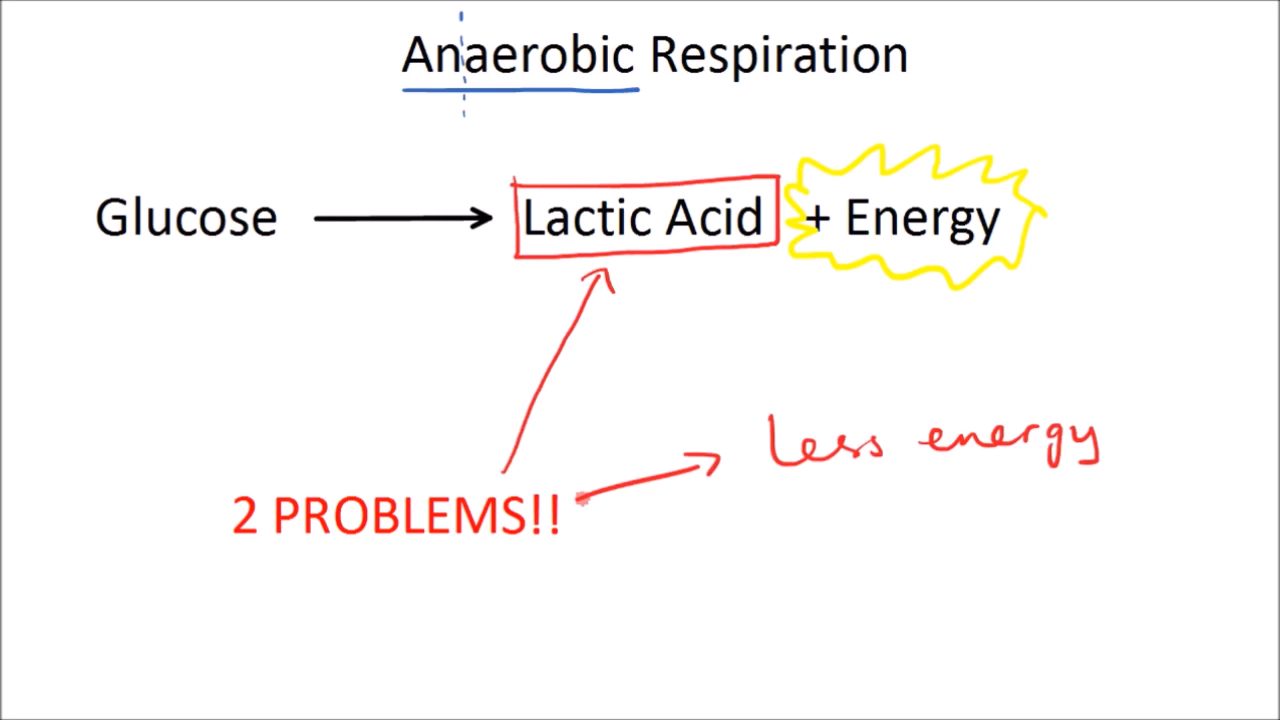 Anaerobic Respiration
Glucose → Lactic Acid + Energy
Less energy
2 PROBLEMS!!